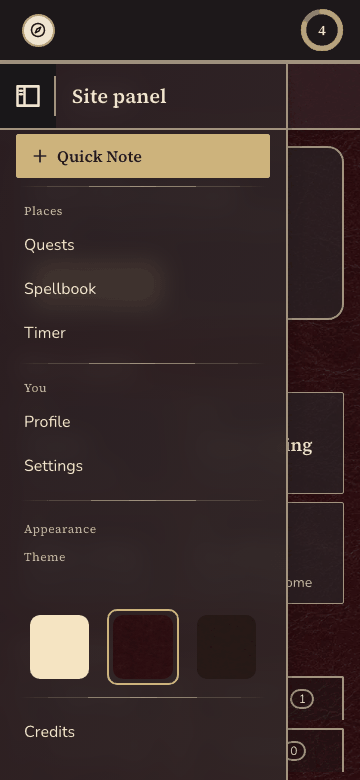 4
Site panel
Quick Note
Places
Quests
Spellbook
Timer
You
Profile
Settings
Appearance
Theme
Credits
ing
ome
1
0